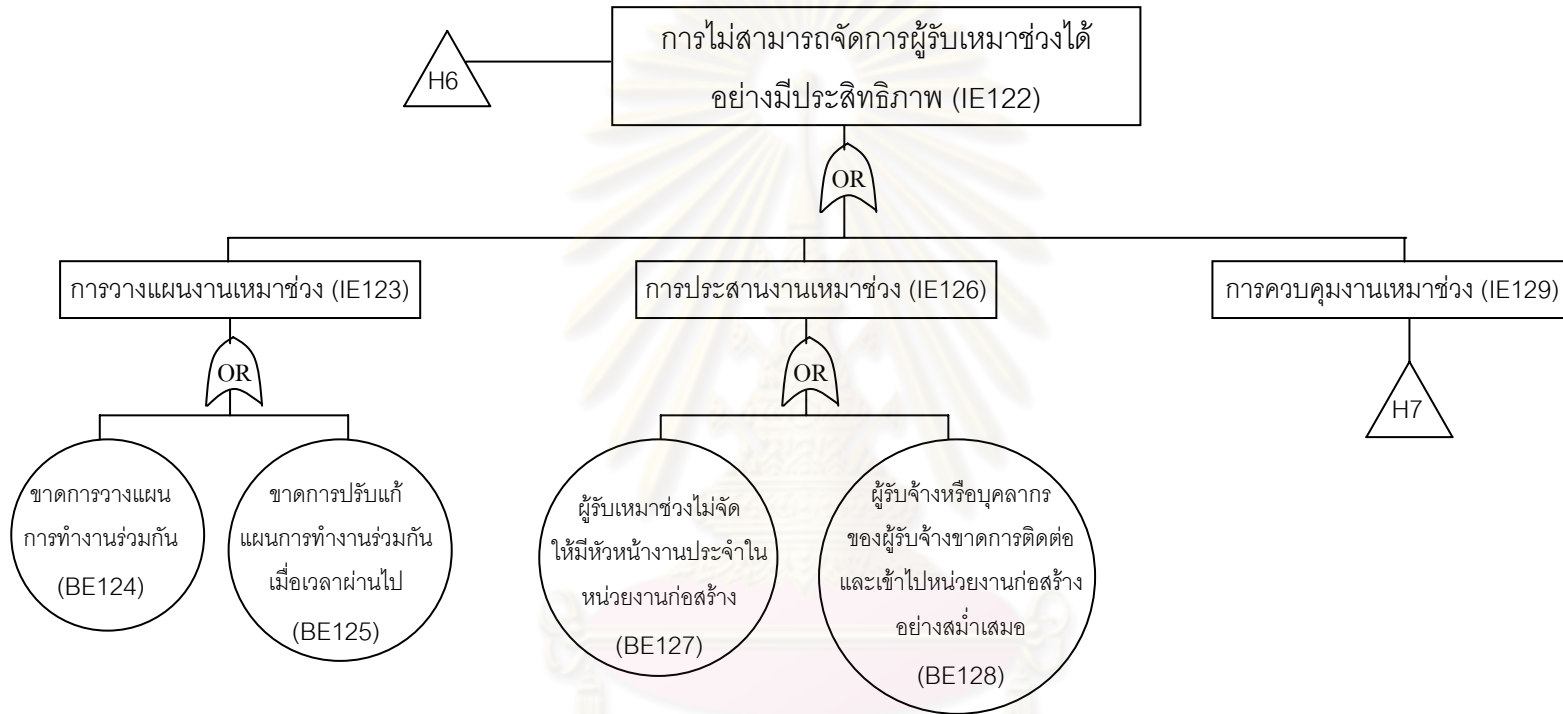 การไม่สามารถจัดการผู้รับเหมาช่วงได้
อย่างมีประสิทธิภาพ (IE122)
H6
OR
การวางแผนงานเหมาช่วง (IE123)
การประสานงานเหมาช่วง (IE126)
การควบคุมงานเหมาช่วง (IE129)
OR
OR
H7
ขาดการวางแผน
การทำงานร่วมกัน
(BE124)
ขาดการปรับแก้
แผนการทำงานร่วมกัน
เมื่อเวลาผ่านไป
(BE125)
ผู้รับเหมาช่วงไม่จัด
ให้มีหัวหน้างานประจำใน
หน่วยงานก่อสร้าง
(BE127)
ผู้รับจ้างหรือบุคลากร
ของผู้รับจ้างขาดการติดต่อ
และเข้าไปหน่วยงานก่อสร้าง
อย่างสม่ำเสมอ
(BE128)